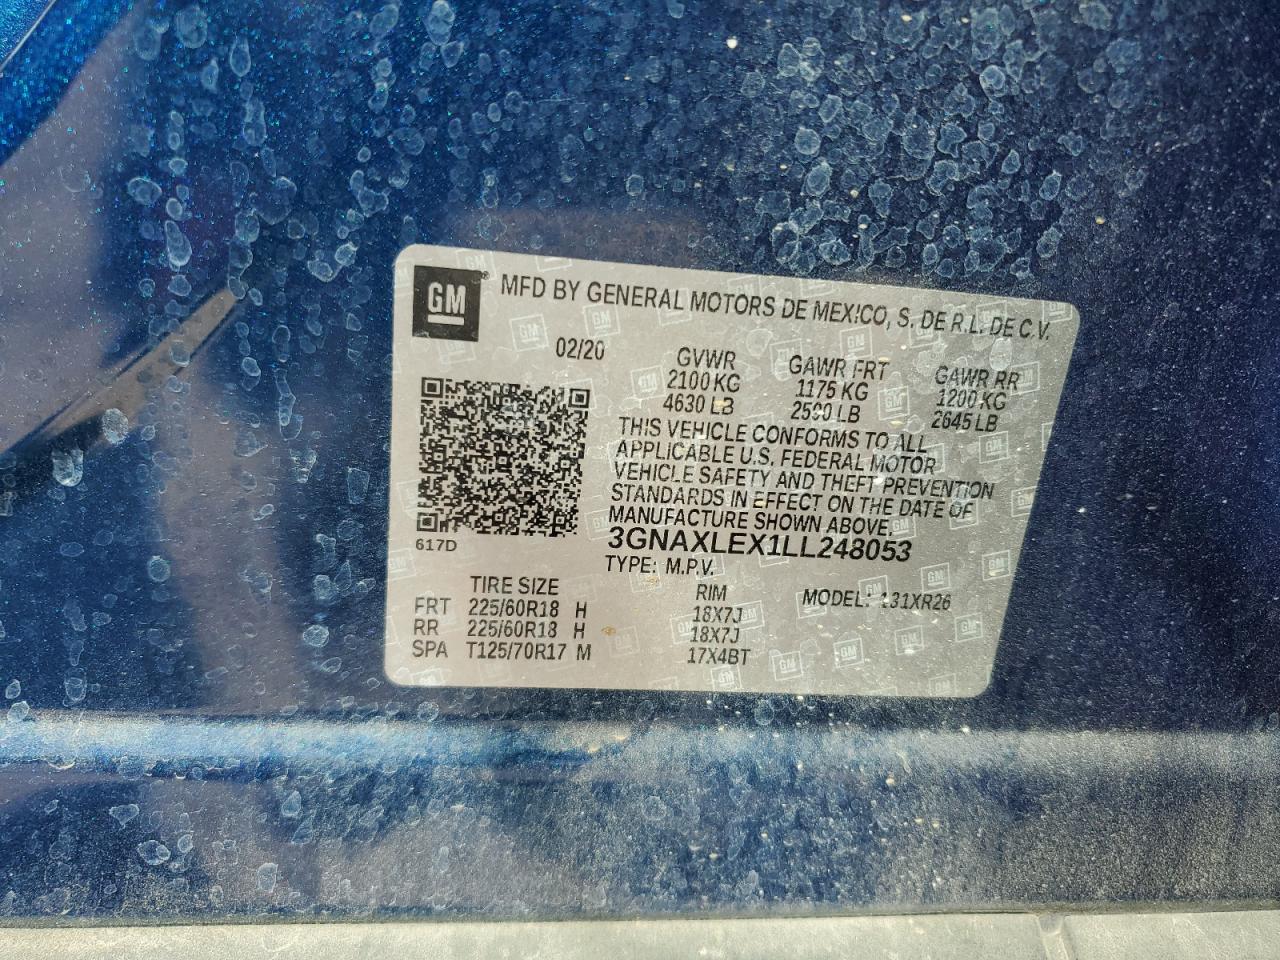 GM® MFD BY GENERAL MOTORS DE MEXICO, S. DE R.L. DE C.V.
02/20 GVWR GAWR FRT GAWR RR
2100 KG 1175 KG 1200 KG
4630 LB 2590 LB 2645 LB
THIS VEHICLE CONFORMS TO ALL
APPLICABLE U.S. FEDERAL MOTOR
VEHICLE SAFETY AND THEFT PREVENTION
STANDARDS IN EFFECT ON THE DATE OF
MANUFACTURE SHOWN ABOVE.
617D
3GNAXLEX1LL248053
TYPE: M.P.V.
TIRE SIZE RIM MODEL: 131XR26
FRT 225/60R18 H 18X7J
RR 225/60R18 H 18X7J
SPA T125/70R17 M 17X4BT